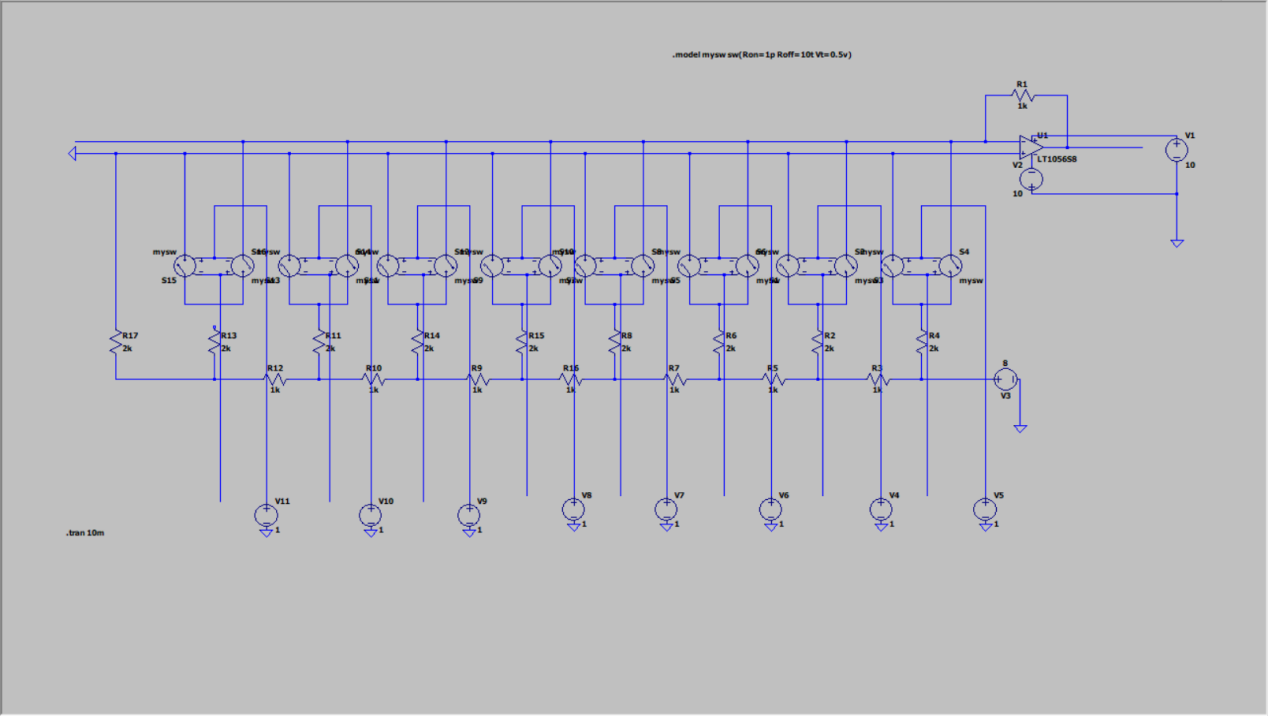 .model mysw sw(Ron=1p Roff=10t Vt=0.5v)
R1
1k
U1
V1
V2
LT1056S8
10
10
mysw
S4
S15
mysw
R17
2k
R13
2k
R11
2k
R14
2k
R15
2k
R8
2k
R6
2k
R2
2k
R4
2k
R12
1k
R10
1k
R9
1k
R16
1k
R7
1k
R5
1k
R3
1k
8
V3
V11
1
V10
1
V9
1
V8
1
V7
1
V6
1
V4
1
V5
1
.tran 10m